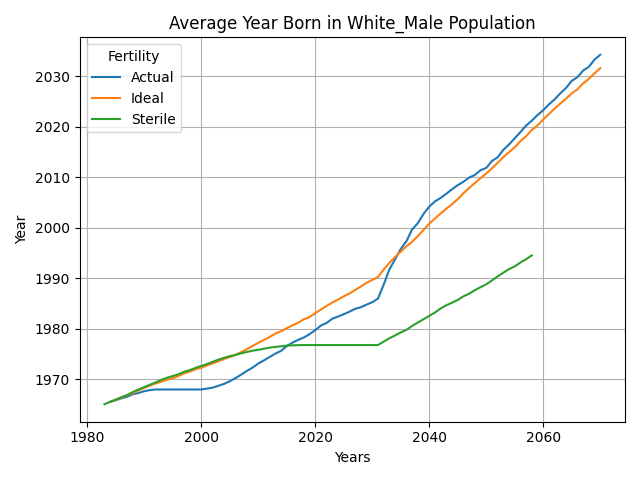 Average Year Born in White_Male Population
Fertility
Actual
Ideal
Sterile
2030
2020
2010
2000
1990
1980
1970
Year
1980
2000
2020
2040
2060
Years